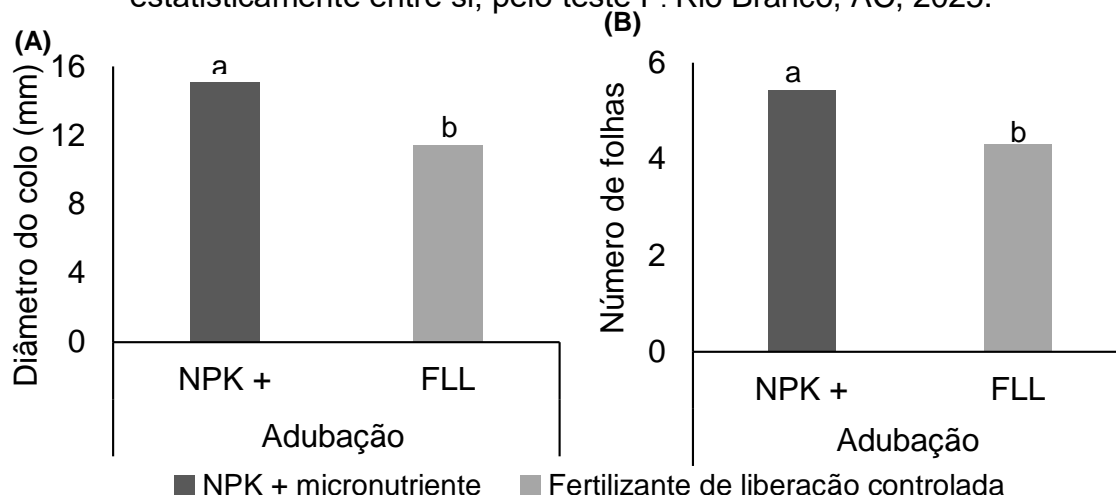 estatisticamente entre si, pelo teste F. Rio Branco, AC, 2023.
(A)
Diâmetro do colo (mm)
16
12
8
4
0
a
b
NPK +
FLL
Adubação
(B)
Número de folhas
6
4
2
0
a
b
NPK +
FLL
Adubação
NPK + micronutriente
Fertilizante de liberação controlada